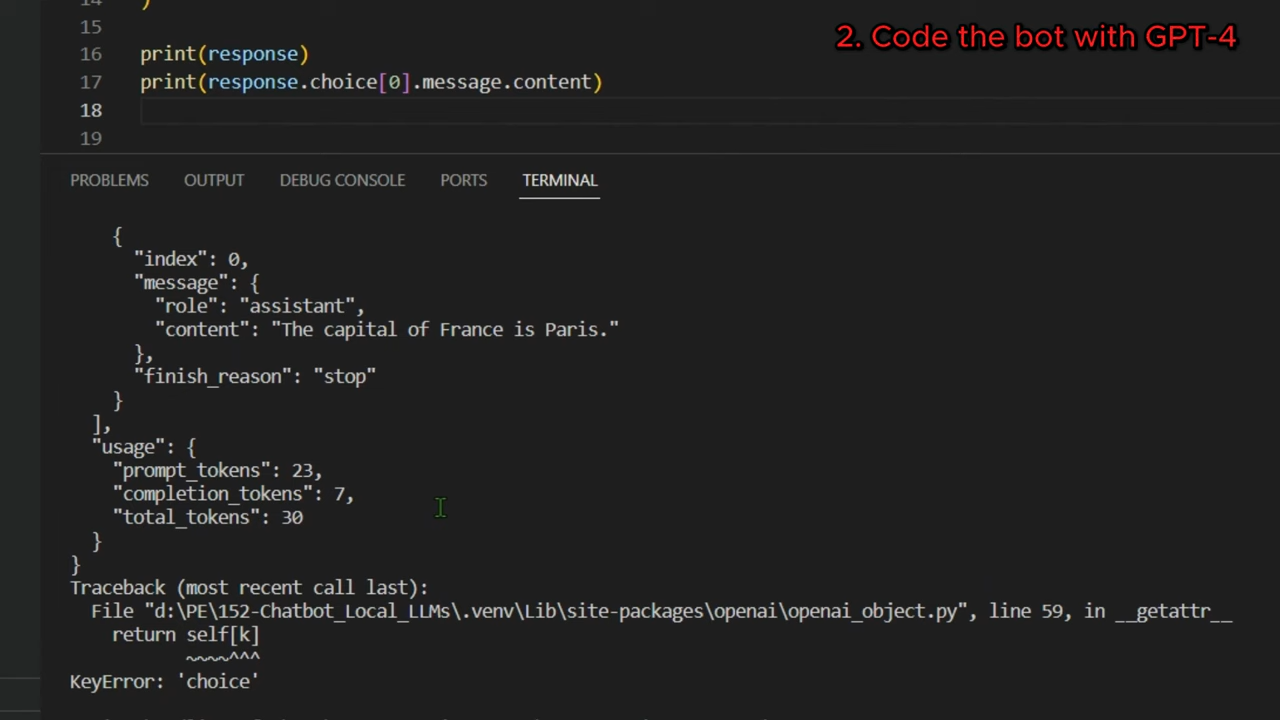 14 )
2. Code the bot with GPT-4
15
16 print(response)
17 print(response.choice[0].message.content)
18
19
PROBLEMS OUTPUT DEBUG CONSOLE PORTS TERMINAL
{
"index": 0,
"message": {
"role": "assistant",
"content": "The capital of France is Paris."
},
"finish_reason": "stop"
}
],
"usage": {
"prompt_tokens": 23,
"completion_tokens": 7,
"total_tokens": 30
}
}
Traceback (most recent call last):
File "d:\PE\152-Chatbot_Local_LLMs\.venv\Lib\site-packages\openai\openai_object.py", line 59, in __getattr__
return self[k]
~~~~^^^
KeyError: 'choice'